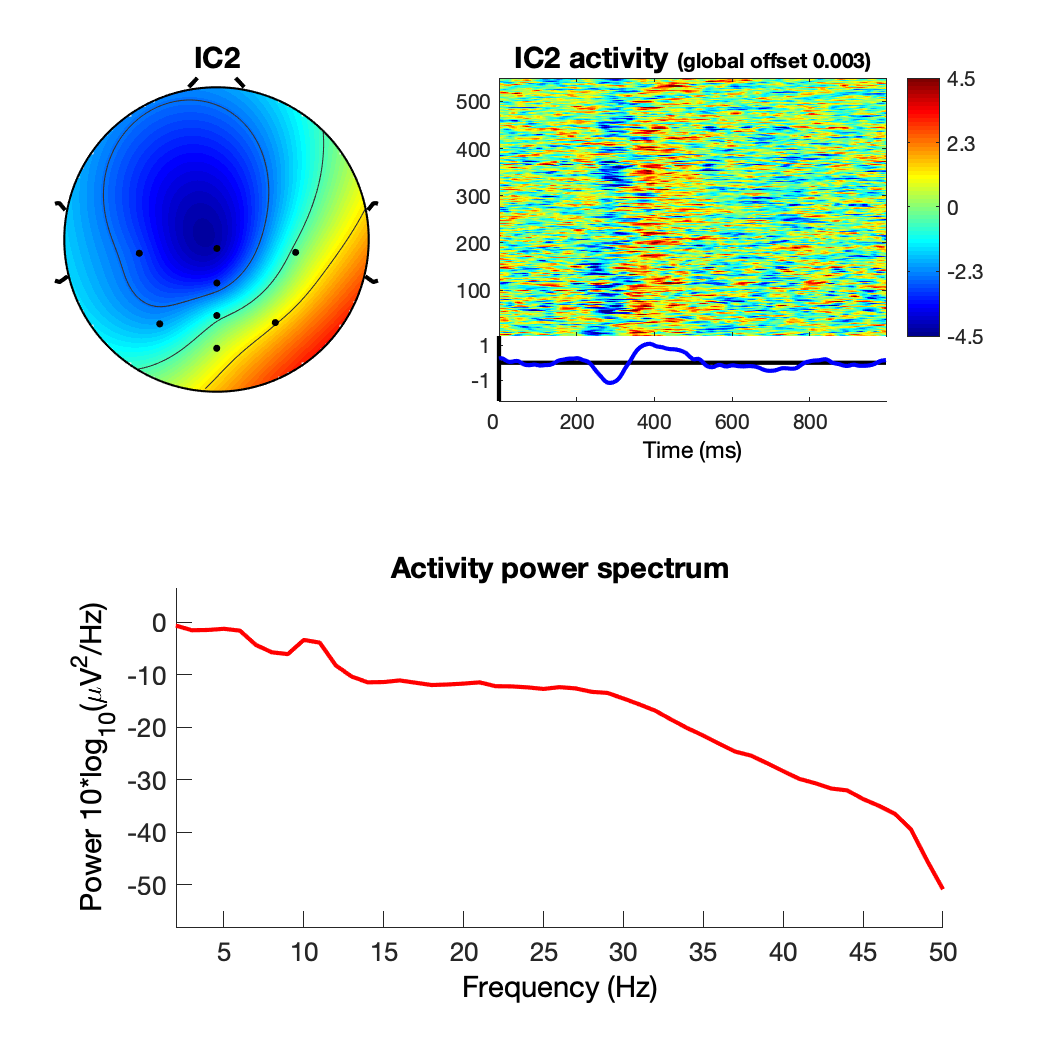 IC2
IC2 activity (global offset 0.003)
500
400
300
200
100
4.5
2.3
0
-2.3
-4.5
1
-1
0 200 400 600 800
Time (ms)
Activity power spectrum
Power 10*log10(μV2/Hz)
0
-10
-20
-30
-40
-50
5 10 15 20 25 30 35 40 45 50
Frequency (Hz)